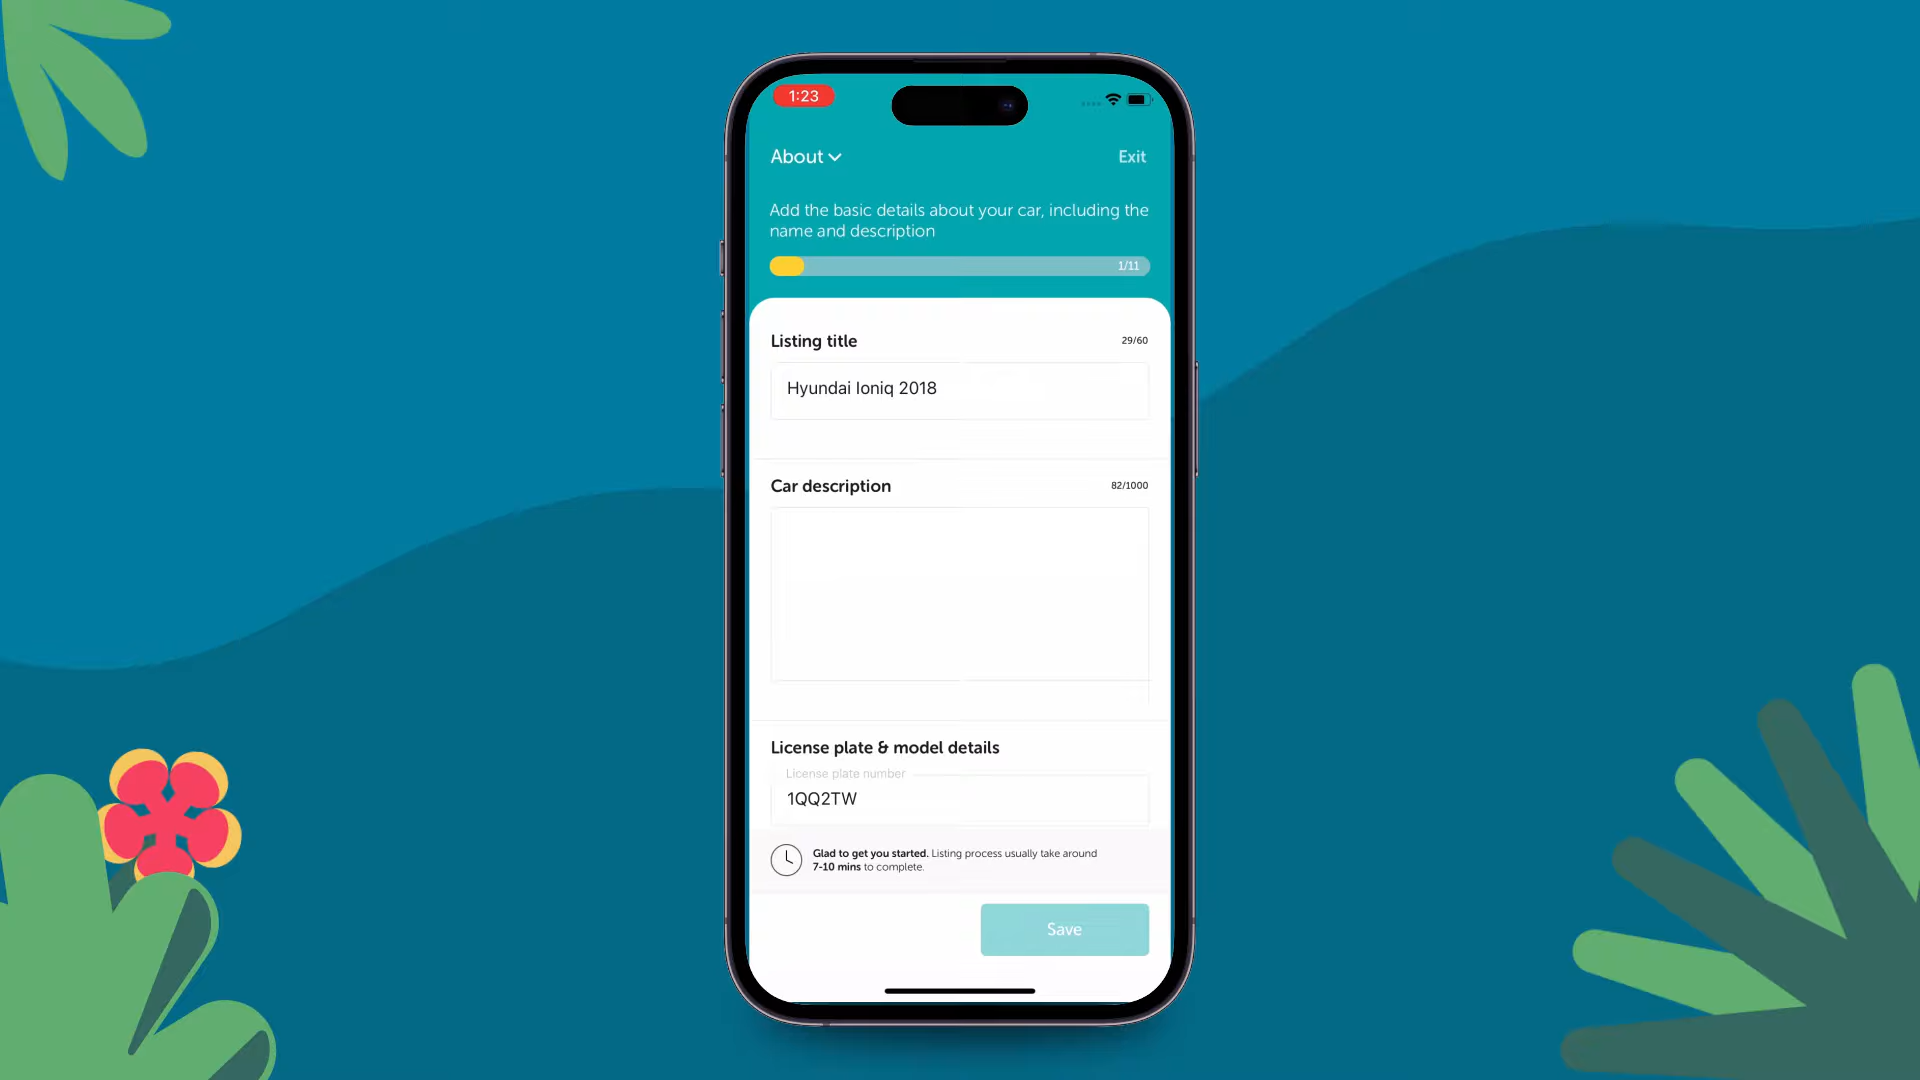 1:23
About
Exit
Add the basic details about your car, including the
name and description
1/11
Listing title
29/60
Hyundai Ioniq 2018
Car description
82/1000
License plate & model details
License plate number
1QQ2TW
Glad to get you started. Listing process usually take around
7-10 mins to complete.
Save